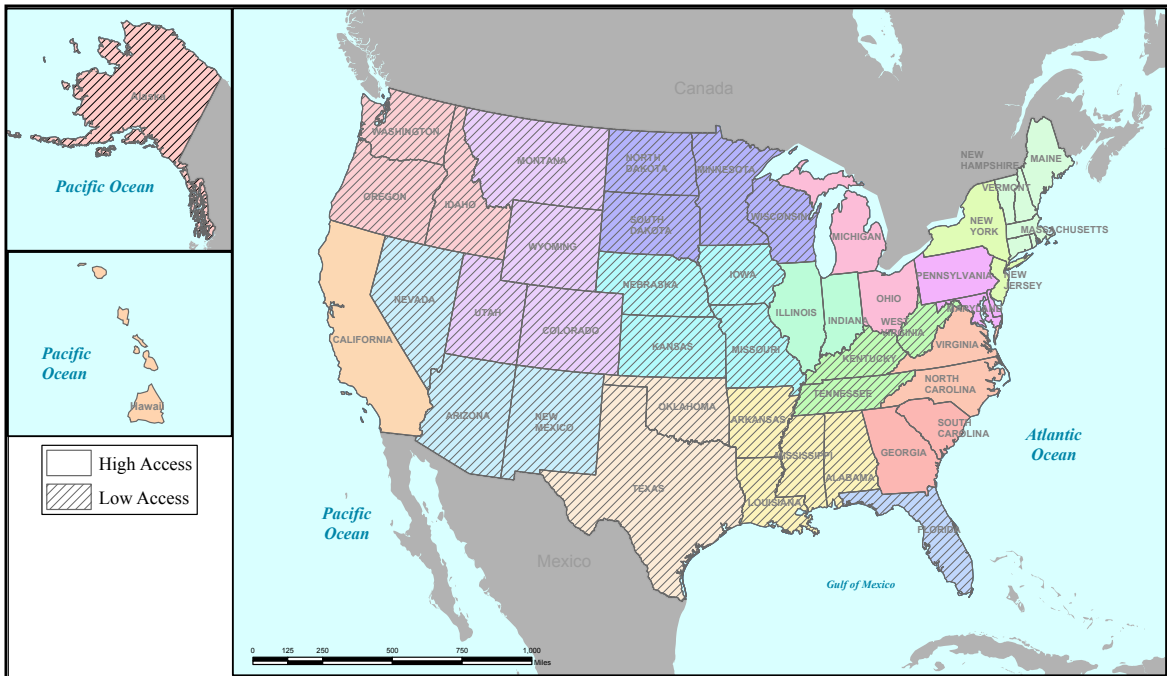 Alaska
Pacific Ocean
Pacific
Ocean
Hawaii
High Access
Low Access
Canada
WASHINGTON
MONTANA
NORTH
DAKOTA
MINNESOTA
OREGON
IDAHO
SOUTH
DAKOTA
WISCONSIN
MICHIGAN
NEW
HAMPSHIRE
MAINE
VERMONT
NEW
YORK
MASSACHUSETTS
WYOMING
IOWA
NEBRASKA
PENNSYLVANIA
NEW
JERSEY
NEVADA
UTAH
COLORADO
ILLINOIS
INDIANA
OHIO
MARYLAND
WEST
VIRGINIA
CALIFORNIA
KANSAS
MISSOURI
KENTUCKY
VIRGINIA
ARIZONA
NEW
MEXICO
OKLAHOMA
ARKANSAS
TENNESSEE
NORTH
CAROLINA
SOUTH
CAROLINA
TEXAS
LOUISIANA
MISSISSIPPI
ALABAMA
GEORGIA
FLORIDA
Atlantic
Ocean
Pacific
Ocean
Mexico
Gulf of Mexico
0 125 250 500 750 1,000
Miles